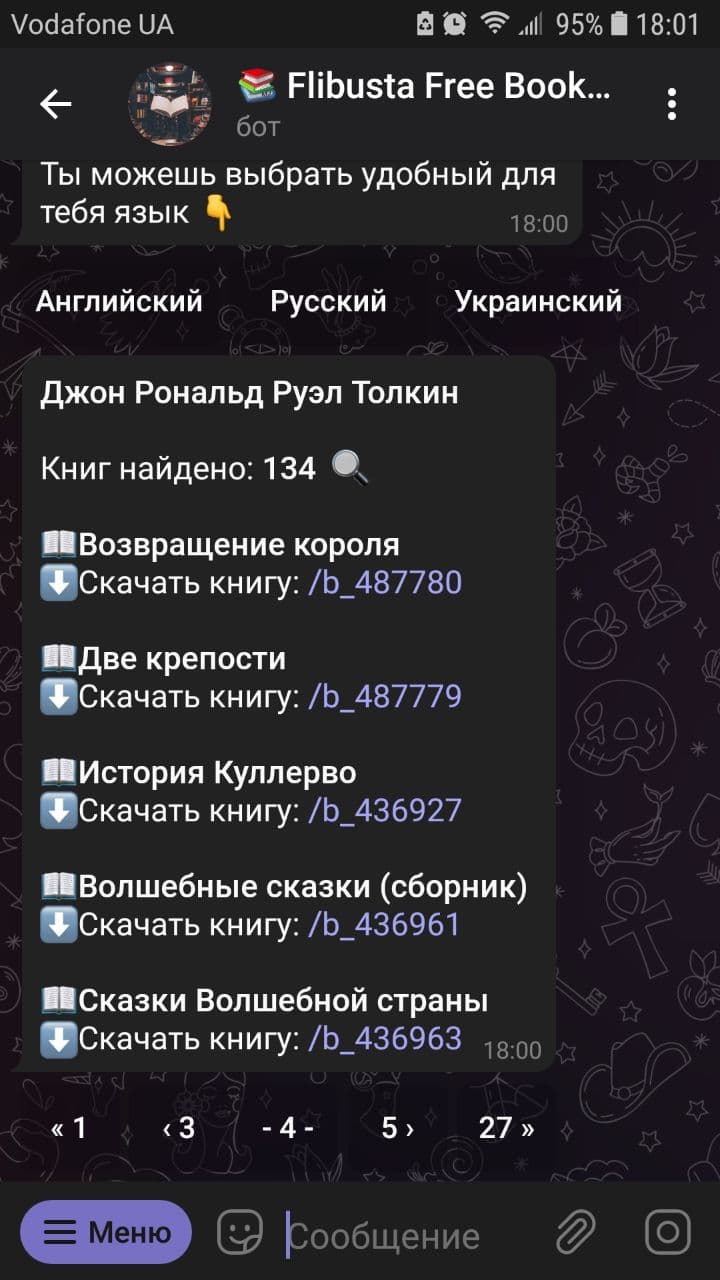 Vodafone UA 95% 18:01
📚 Flibusta Free Book...
бот
Ты можешь выбрать удобный для
тебя язык 👇 18:00
Английский Русский Украинский
Джон Рональд Руэл Толкин
Книг найдено: 134 🔍
📖Возвращение короля
⬇️Скачать книгу: /b_487780
📖Две крепости
⬇️Скачать книгу: /b_487779
📖История Куллерво
⬇️Скачать книгу: /b_436927
📖Волшебные сказки (сборник)
⬇️Скачать книгу: /b_436961
📖Сказки Волшебной страны
⬇️Скачать книгу: /b_436963 18:00
« 1 ‹ 3 - 4 - 5 › 27 »
Меню Сообщение